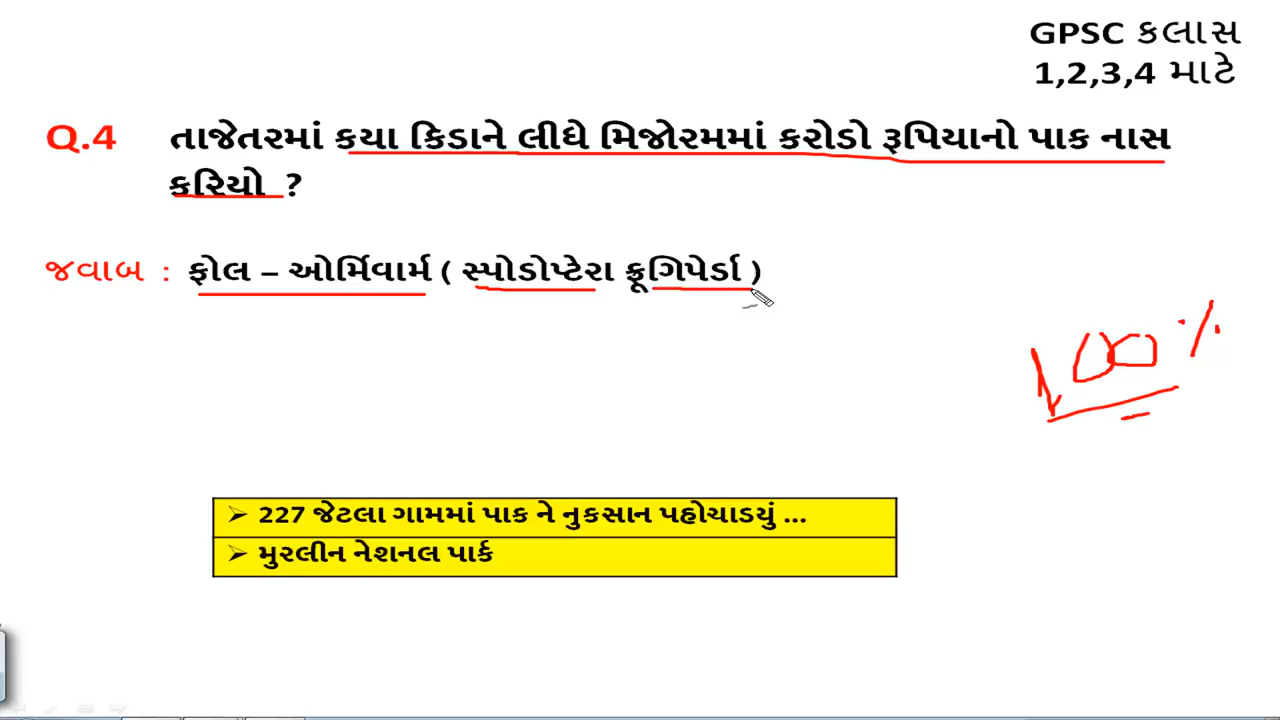 GPSC કલાસ
1,2,3,4 માટે
Q.4 તાજેતરમાં કયા કિડાને લીધે મિજોરમમાં કરોડો રૂપિયાનો પાક નાસ
કરિયો ?
જવાબ : ફોલ – ઓર્મિવાર્મ ( સ્પોડોપ્ટેરા ફ્રૂગિપેર્ડા )
100 %
➢ 227 જેટલા ગામમાં પાક ને નુકસાન પહોચાડયું ...
➢ મુરલીન નેશનલ પાર્ક